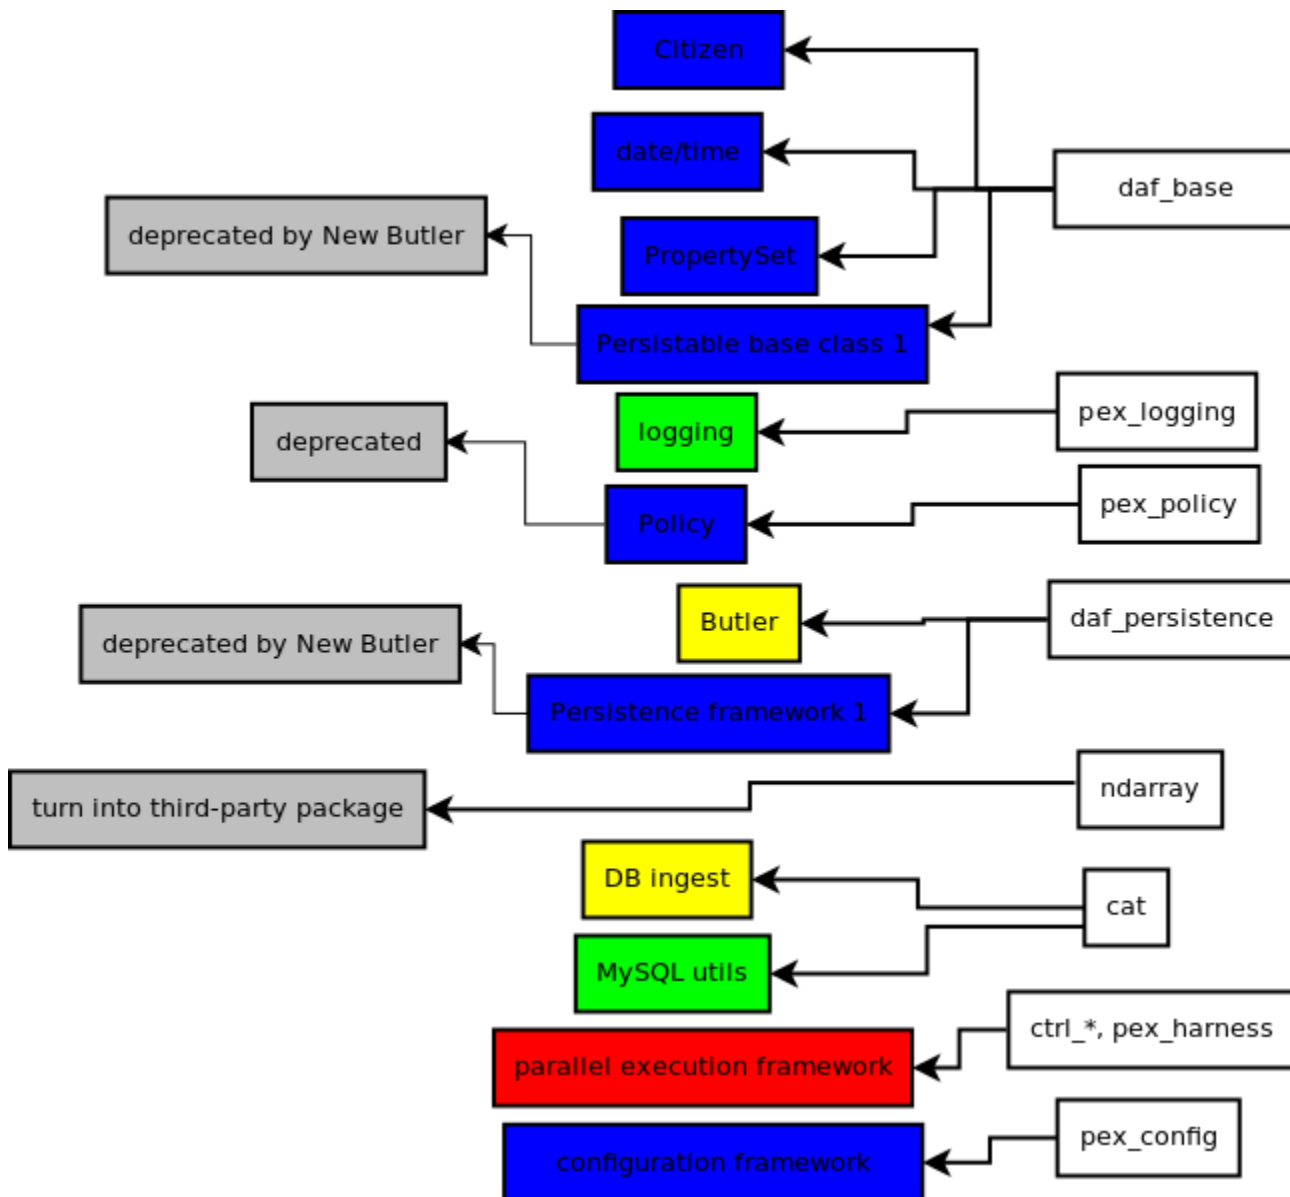 Citizen
date/time
daf_base
deprecated by New Butler
PropertySet
Persistable base class 1
pex_logging
logging
deprecated
pex_policy
Policy
Butler
daf_persistence
deprecated by New Butler
Persistence framework 1
ndarray
turn into third-party package
DB ingest
cat
MySQL utils
ctrl_*, pex_harness
parallel execution framework
pex_config
configuration framework